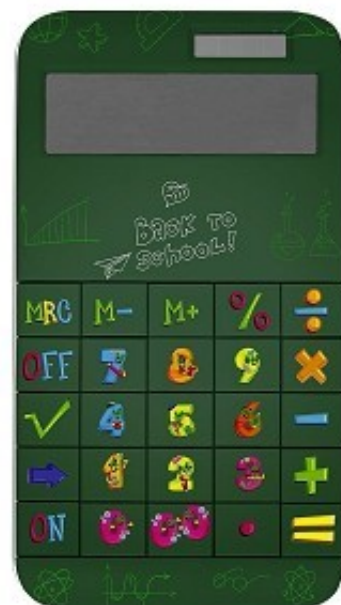 BACK TO
SCHOOL!
MRC M- M+ % ÷
OFF 7 8 9 ×
√ 4 5 6 -
➡ 1 2 3 +
ON 0 00 . =